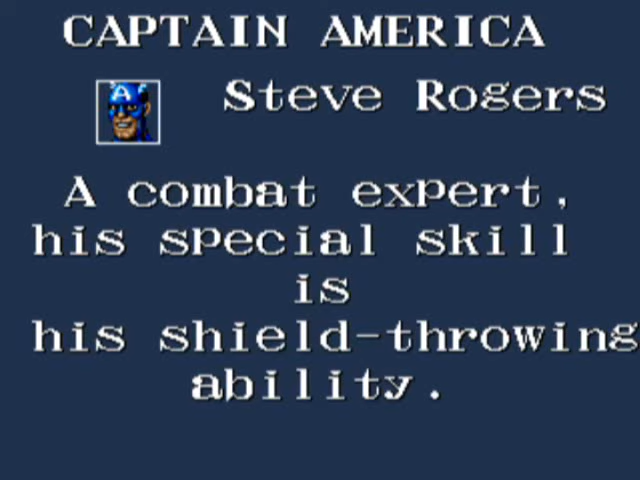 CAPTAIN AMERICA
A
Steve Rogers
A combat expert,
his special skill
is
his shield-throwing
ability.